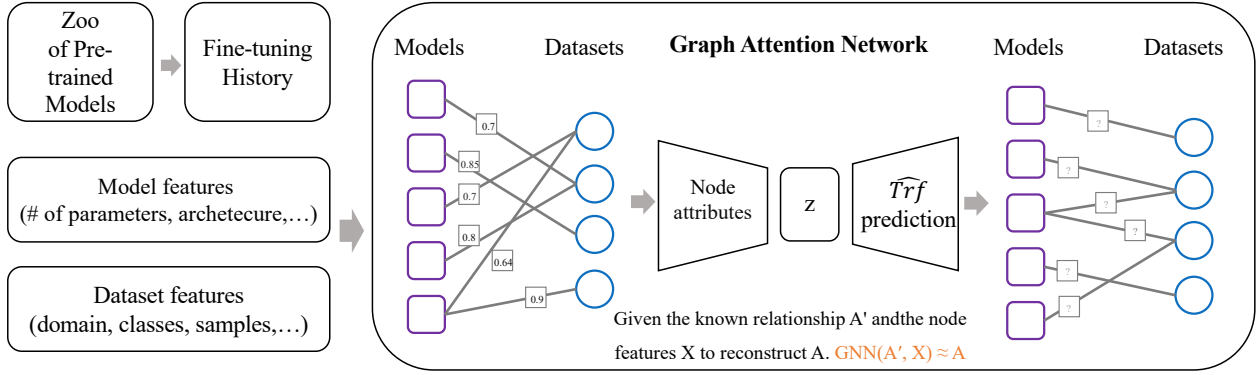 Zoo
of Pre-
trained
Models
Fine-tuning
History
Model features
(# of parameters, archetecure,…)
Dataset features
(domain, classes, samples,…)
Models
Datasets
Graph Attention Network
Models
Datasets
0.7
0.85
0.7
0.8
0.64
0.9
Node
attributes
z
T̂rf
prediction
?
?
?
?
?
?
Given the known relationship A' andthe node
features X to reconstruct A. GNN(A′, X) ≈ A